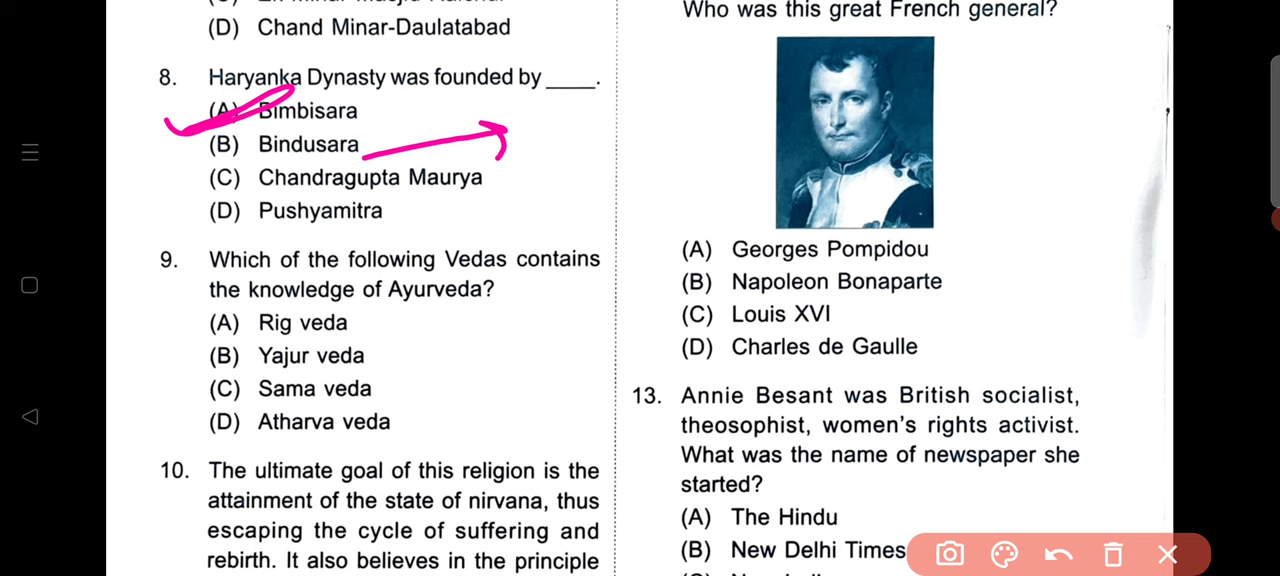 (D) Chand Minar-Daulatabad
8. Haryanka Dynasty was founded by ____.
(A) Bimbisara
(B) Bindusara
(C) Chandragupta Maurya
(D) Pushyamitra
9. Which of the following Vedas contains
the knowledge of Ayurveda?
(A) Rig veda
(B) Yajur veda
(C) Sama veda
(D) Atharva veda
10. The ultimate goal of this religion is the
attainment of the state of nirvana, thus
escaping the cycle of suffering and
rebirth. It also believes in the principle
Who was this great French general?
(A) Georges Pompidou
(B) Napoleon Bonaparte
(C) Louis XVI
(D) Charles de Gaulle
13. Annie Besant was British socialist,
theosophist, women's rights activist.
What was the name of newspaper she
started?
(A) The Hindu
(B) New Delhi Times